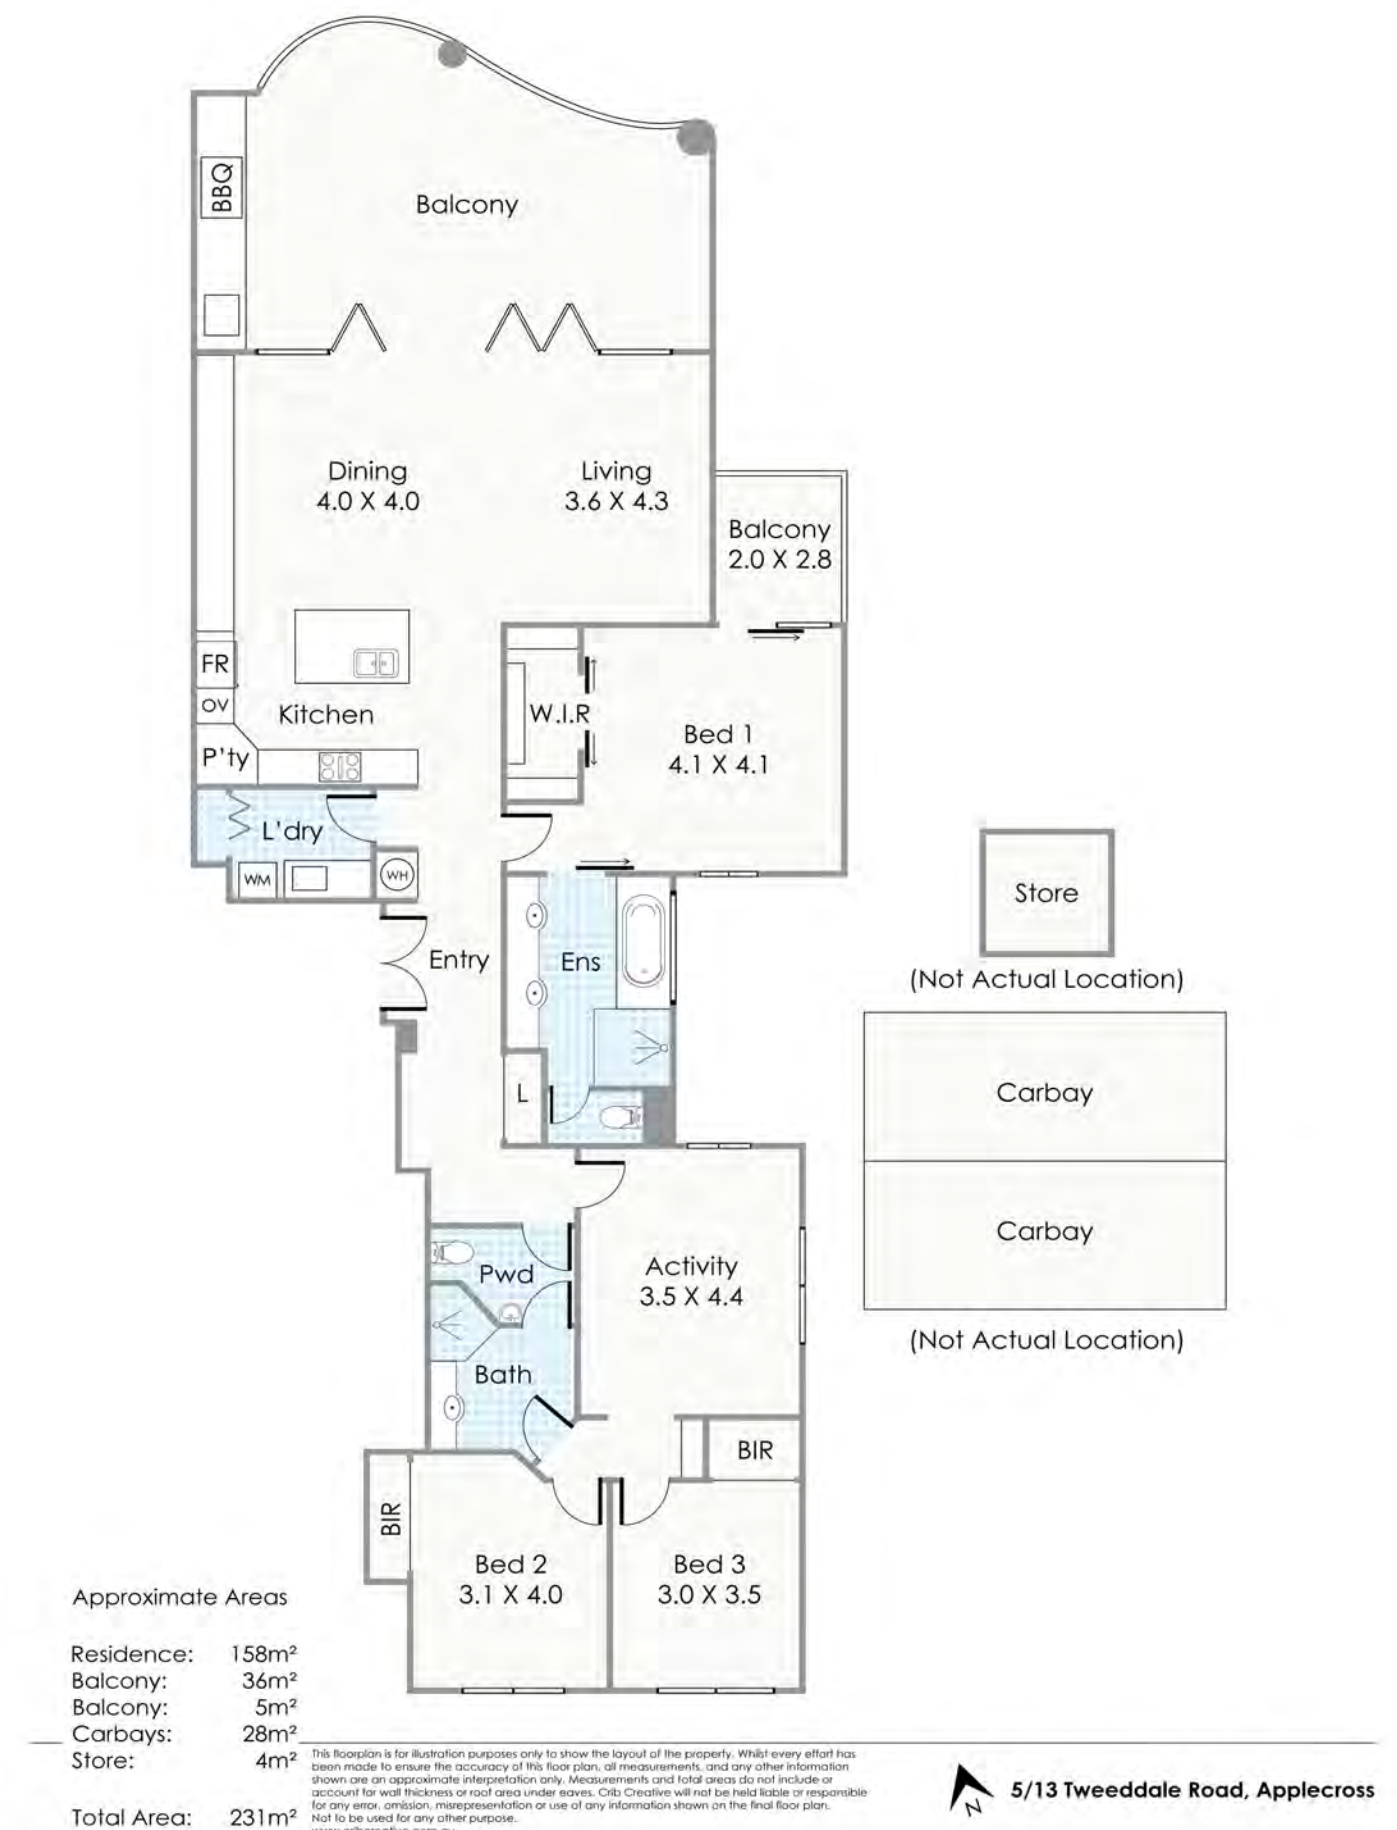 BBQ
Balcony
Dining
4.0 X 4.0
Living
3.6 X 4.3
Balcony
2.0 X 2.8
FR
OV
Kitchen
P'ty
W.I.R
Bed 1
4.1 X 4.1
L'dry
WM
WH
Store
(Not Actual Location)
Entry
Ens
L
Carbay
Carbay
(Not Actual Location)
Activity
3.5 X 4.4
Pwd
Bath
BIR
BIR
Bed 2
3.1 X 4.0
Bed 3
3.0 X 3.5
Approximate Areas
Residence: 158m²
Balcony: 36m²
Balcony: 5m²
Carbays: 28m²
Store: 4m²
Total Area: 231m²
This floorplan is for illustration purposes only to show the layout of the property. Whilst every effort has
been made to ensure the accuracy of this floor plan, all measurements, and any other information
shown are an approximate interpretation only. Measurements and total areas do not include or
account for wall thickness or roof area under eaves. Crib Creative will not be held liable or responsible
for any error, omission, misrepresentation or use of any information shown on the final floor plan.
Not to be used for any other purpose.
N
5/13 Tweeddale Road, Applecross